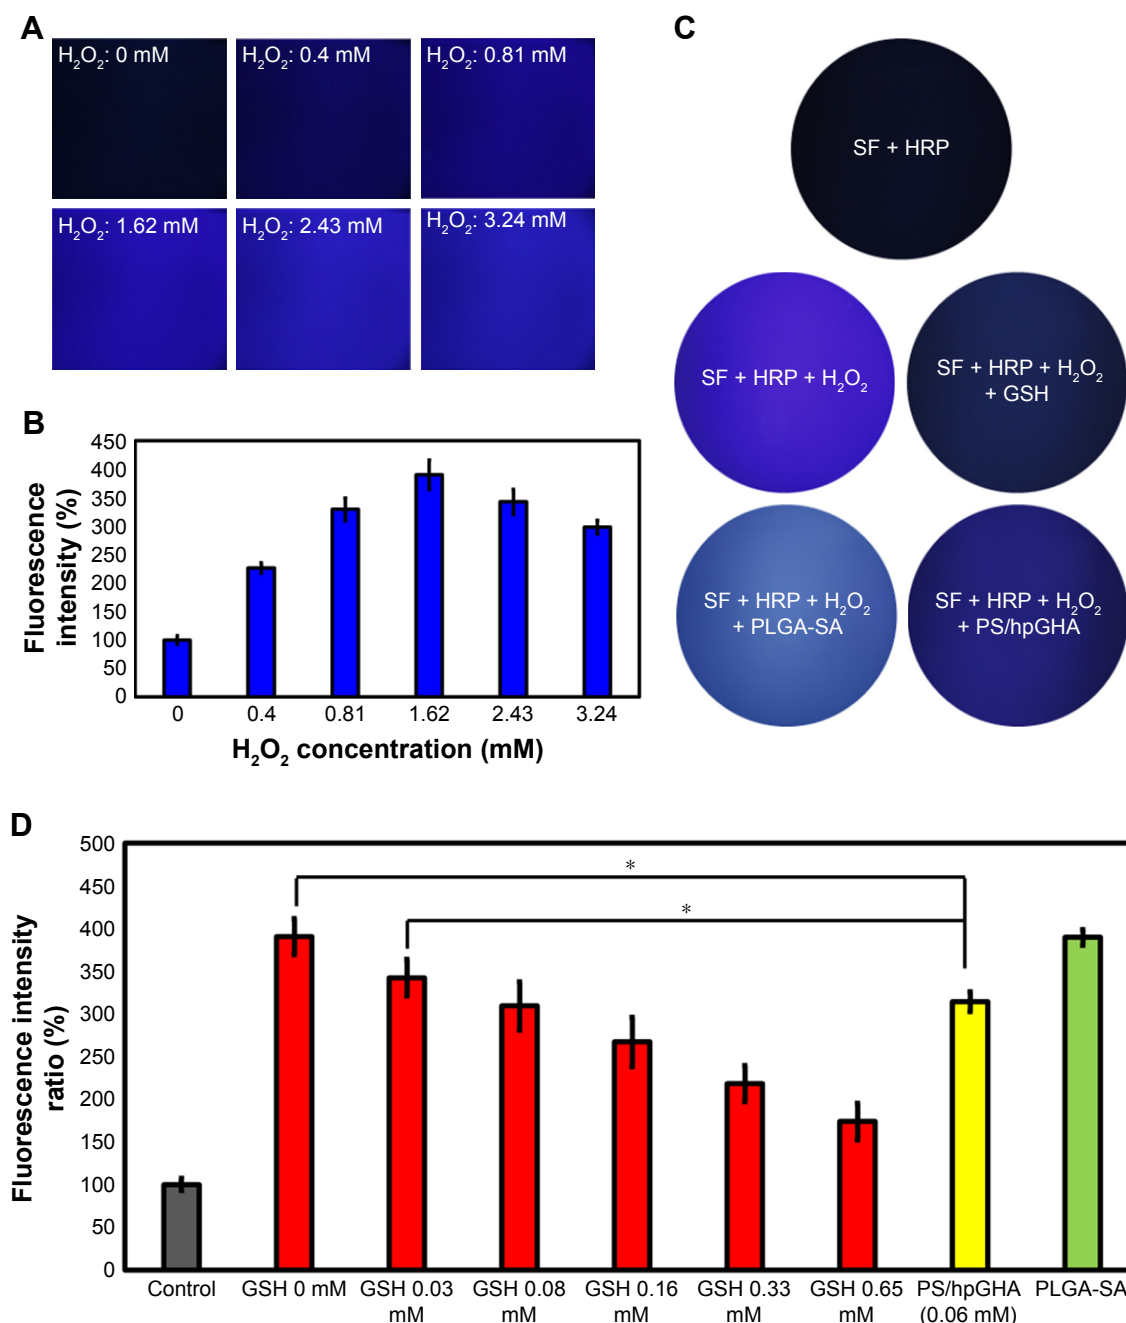 A
H₂O₂: 0 mM
H₂O₂: 0.4 mM
H₂O₂: 0.81 mM
H₂O₂: 1.62 mM
H₂O₂: 2.43 mM
H₂O₂: 3.24 mM
B
Fluorescence
intensity (%)
450
400
350
300
250
200
150
100
50
0
0 0.4 0.81 1.62 2.43 3.24
H₂O₂ concentration (mM)
C
SF + HRP
SF + HRP + H₂O₂
SF + HRP + H₂O₂
+ GSH
SF + HRP + H₂O₂
+ PLGA-SA
SF + HRP + H₂O₂
+ PS/hpGHA
D
Fluorescence intensity
ratio (%)
500
450
400
350
300
250
200
150
100
50
0
*
*
Control
GSH 0 mM
GSH 0.03
mM
GSH 0.08
mM
GSH 0.16
mM
GSH 0.33
mM
GSH 0.65
mM
PS/hpGHA
(0.06 mM)
PLGA-SA